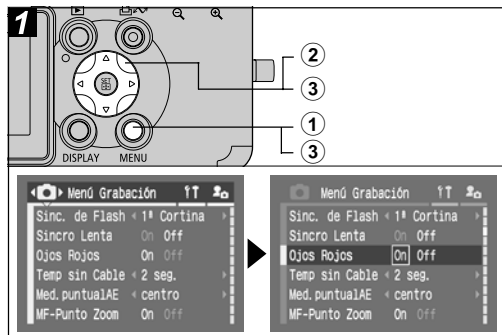 1
SET
2
3
1
3
DISPLAY MENU
Menú Grabación
Sinc. de Flash 1ª Cortina
Sincro Lenta On Off
Ojos Rojos On Off
Temp sin Cable 2 seg.
Med.puntualAE centro
MF-Punto Zoom On Off
Menú Grabación
Sinc. de Flash 1ª Cortina
Sincro Lenta On Off
Ojos Rojos On Off
Temp sin Cable 2 seg.
Med.puntualAE centro
MF-Punto Zoom On Off